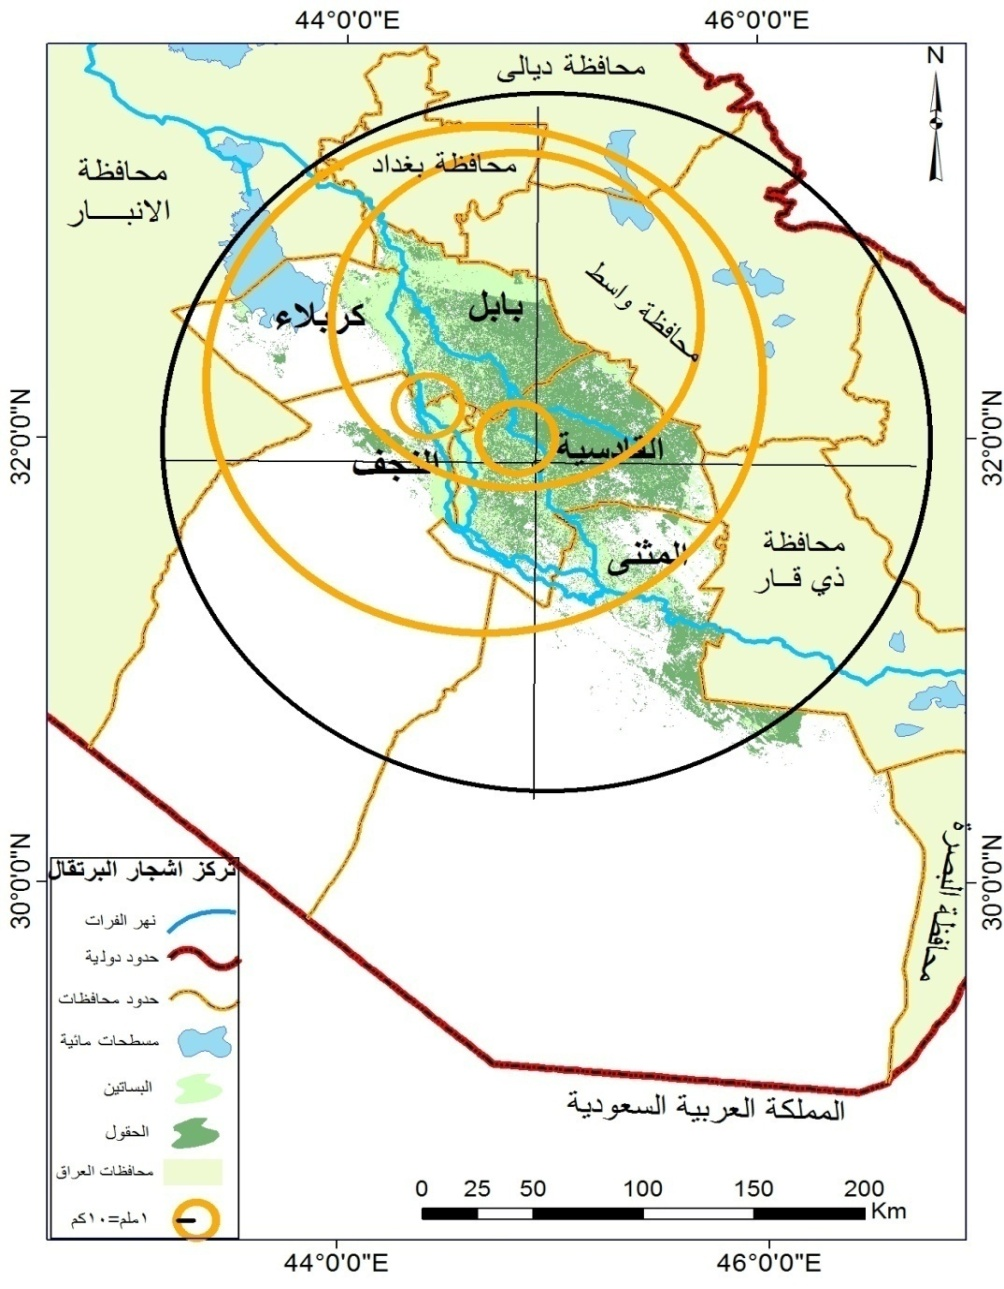 44°0'0"E
46°0'0"E
N
محافظة ديالى
محافظة بغداد
محافظة
الانبـــار
محافظة واسط
بابل
كربلاء
32°0'0"N
32°0'0"N
القادسية
النجف
المثنى
محافظة
ذي قــار
محافظة البصرة
30°0'0"N
30°0'0"N
تركز اشجار البرتقال
نهر الفرات
حدود دولية
حدود محافظات
مسطحات مائية
البساتين
الحقول
محافظات العراق
١ملم=١٠كم
المملكة العربية السعودية
0 25 50 100 150 200
Km
44°0'0"E
46°0'0"E